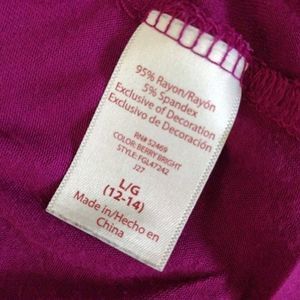 95% Rayon/Rayón
5% Spandex
Exclusive of Decoration
Exclusivo de Decoración
RN# 52469
COLOR: BERRY BRIGHT
STYLE: FGL47242
J27
L/G
(12-14)
Made in/Hecho en
China